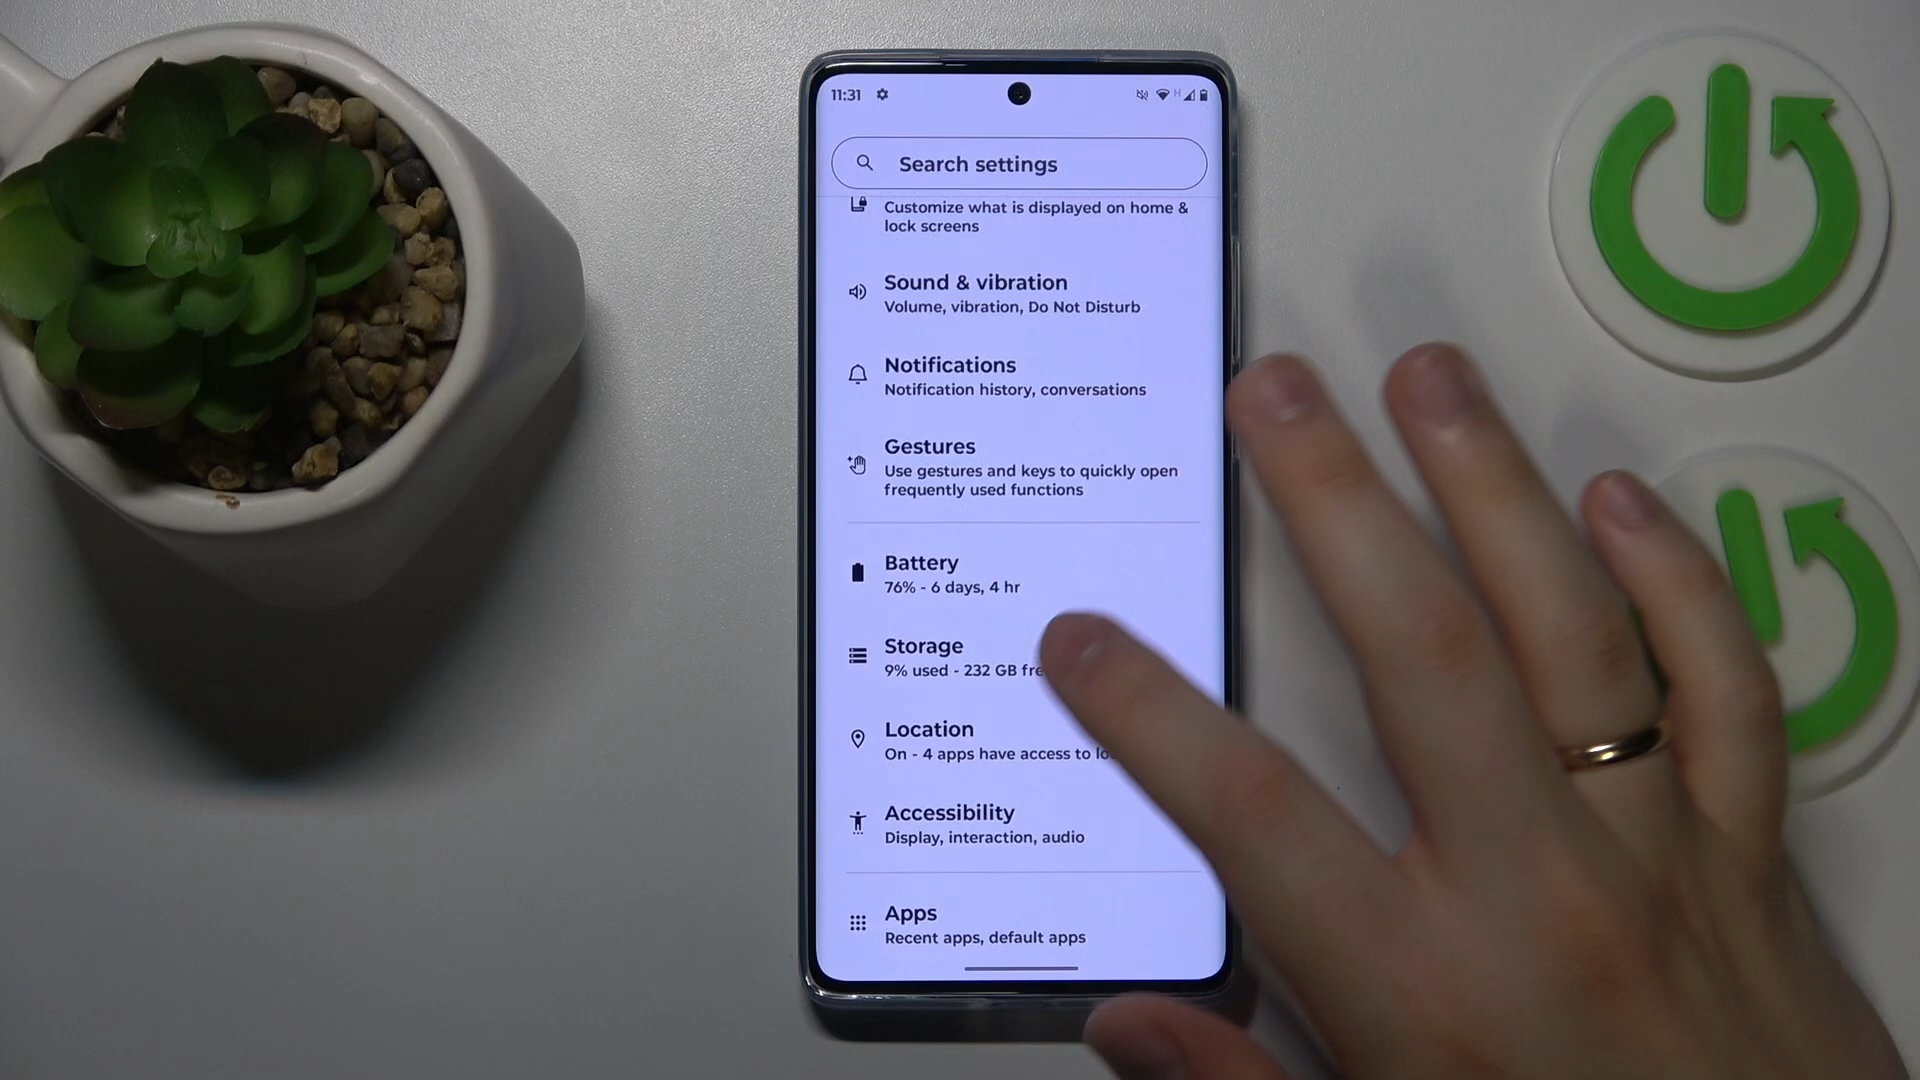 11:31
H
Search settings
Customize what is displayed on home &
lock screens
Sound & vibration
Volume, vibration, Do Not Disturb
Notifications
Notification history, conversations
Gestures
Use gestures and keys to quickly open
frequently used functions
Battery
76% - 6 days, 4 hr
Storage
9% used - 232 GB
Location
On - 4 apps have access to
Accessibility
Display, interaction, audio
Apps
Recent apps, default apps